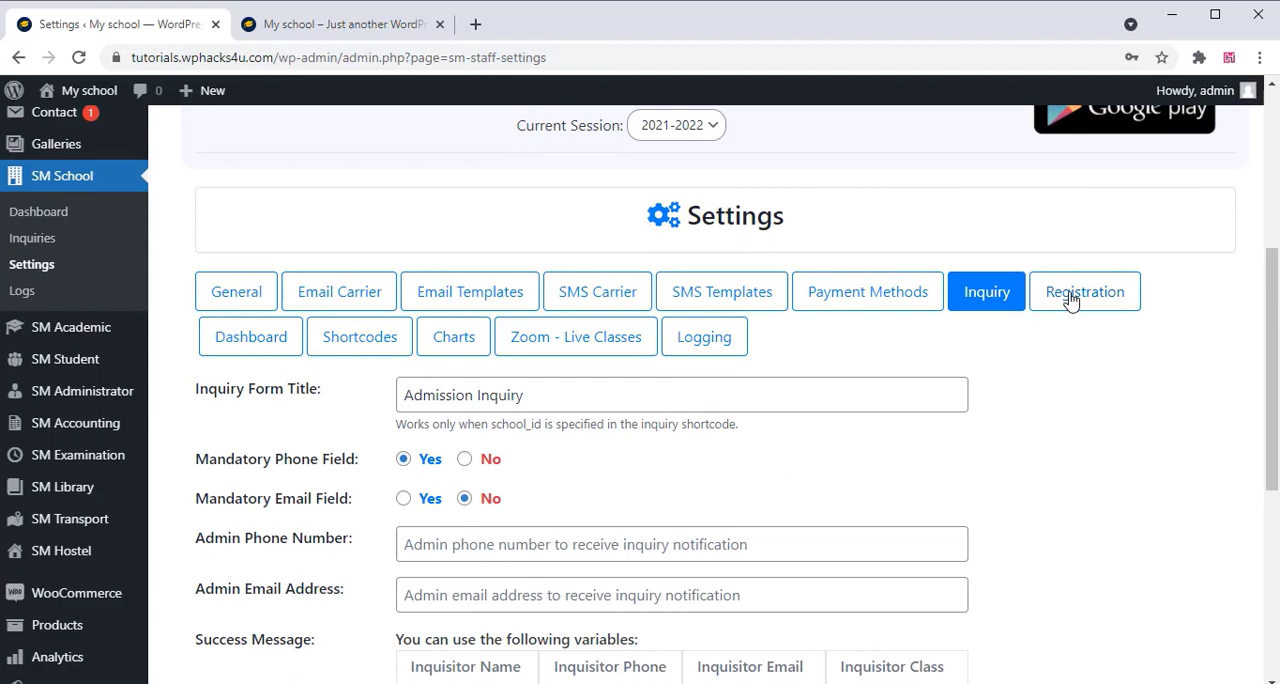 Settings ‹ My school — WordPre
My school – Just another WordP
tutorials.wphacks4u.com/wp-admin/admin.php?page=sm-staff-settings
My school 0 New Howdy, admin
Contact 1
Galleries
SM School
Dashboard
Inquiries
Settings
Logs
SM Academic
SM Student
SM Administrator
SM Accounting
SM Examination
SM Library
SM Transport
SM Hostel
WooCommerce
Products
Analytics
Current Session: 2021-2022
Google play
Settings
General Email Carrier Email Templates SMS Carrier SMS Templates Payment Methods Inquiry Registration
Dashboard Shortcodes Charts Zoom - Live Classes Logging
Inquiry Form Title: Admission Inquiry
Works only when school_id is specified in the inquiry shortcode.
Mandatory Phone Field: Yes No
Mandatory Email Field: Yes No
Admin Phone Number: Admin phone number to receive inquiry notification
Admin Email Address: Admin email address to receive inquiry notification
Success Message: You can use the following variables:
Inquisitor Name Inquisitor Phone Inquisitor Email Inquisitor Class